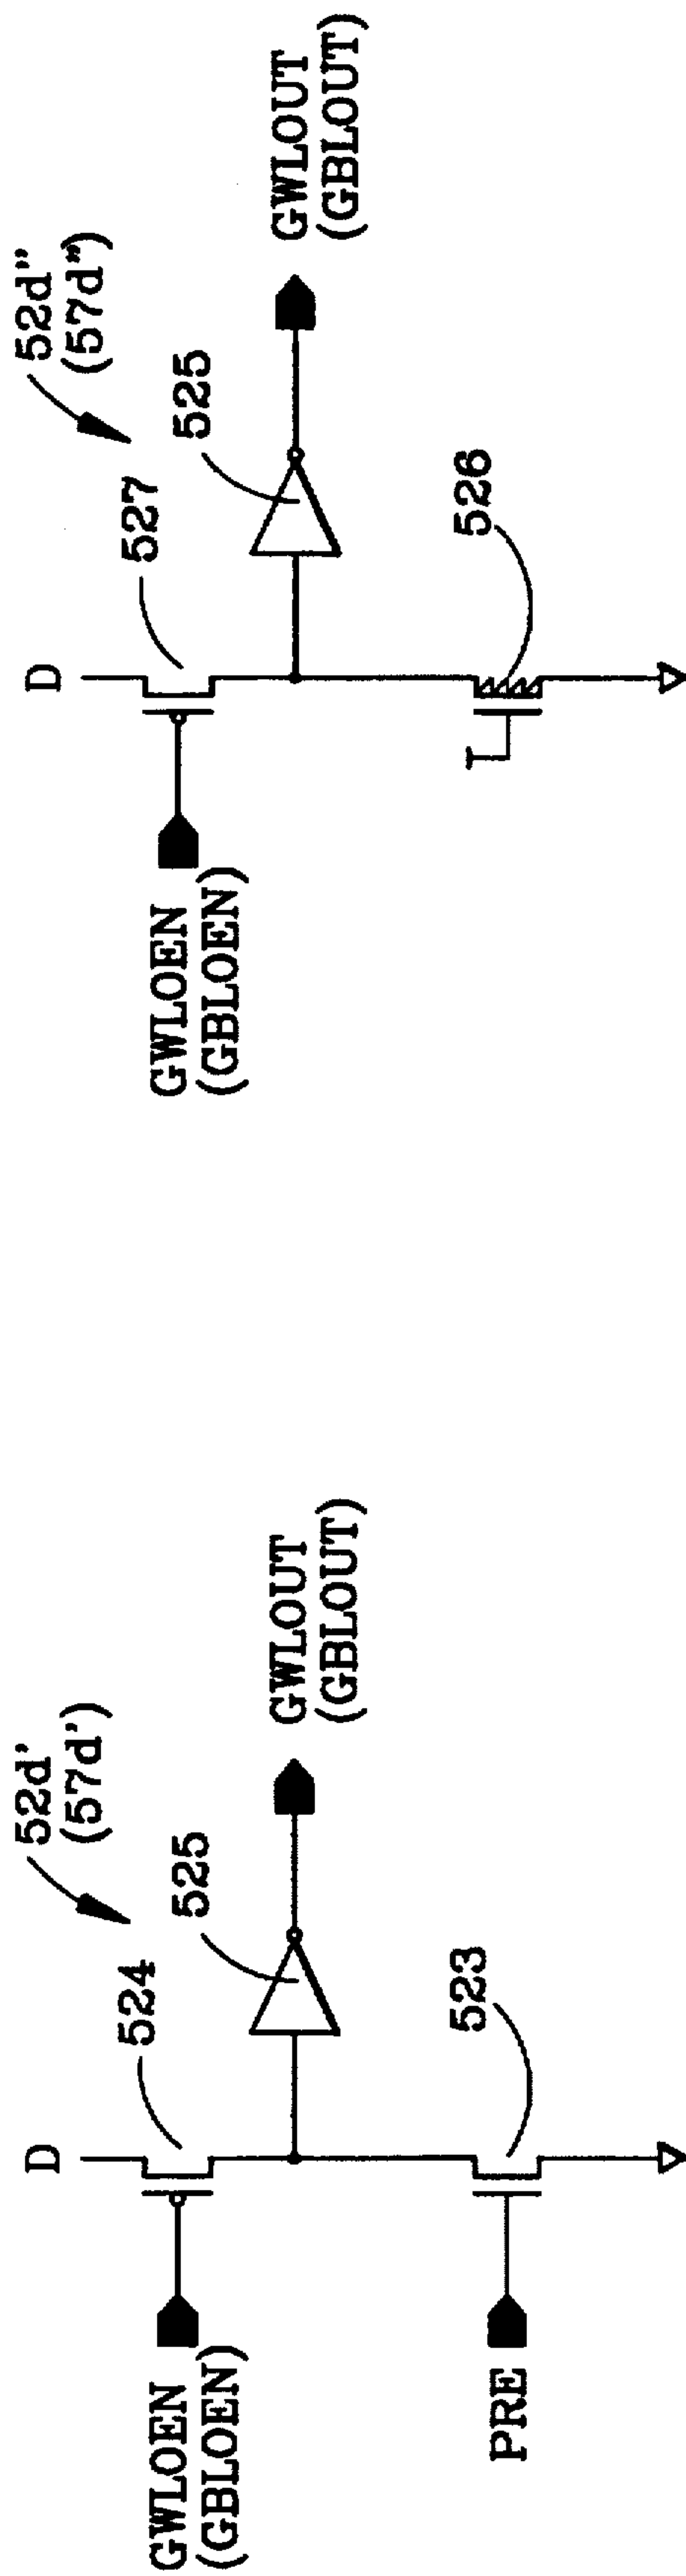 52d'
(57d')
D
524
525
GWLOEN
(GBLOEN)
GWLOUT
(GBLOUT)
523
PRE
52d"
(57d")
D
527
525
GWLOEN
(GBLOEN)
GWLOUT
(GBLOUT)
526